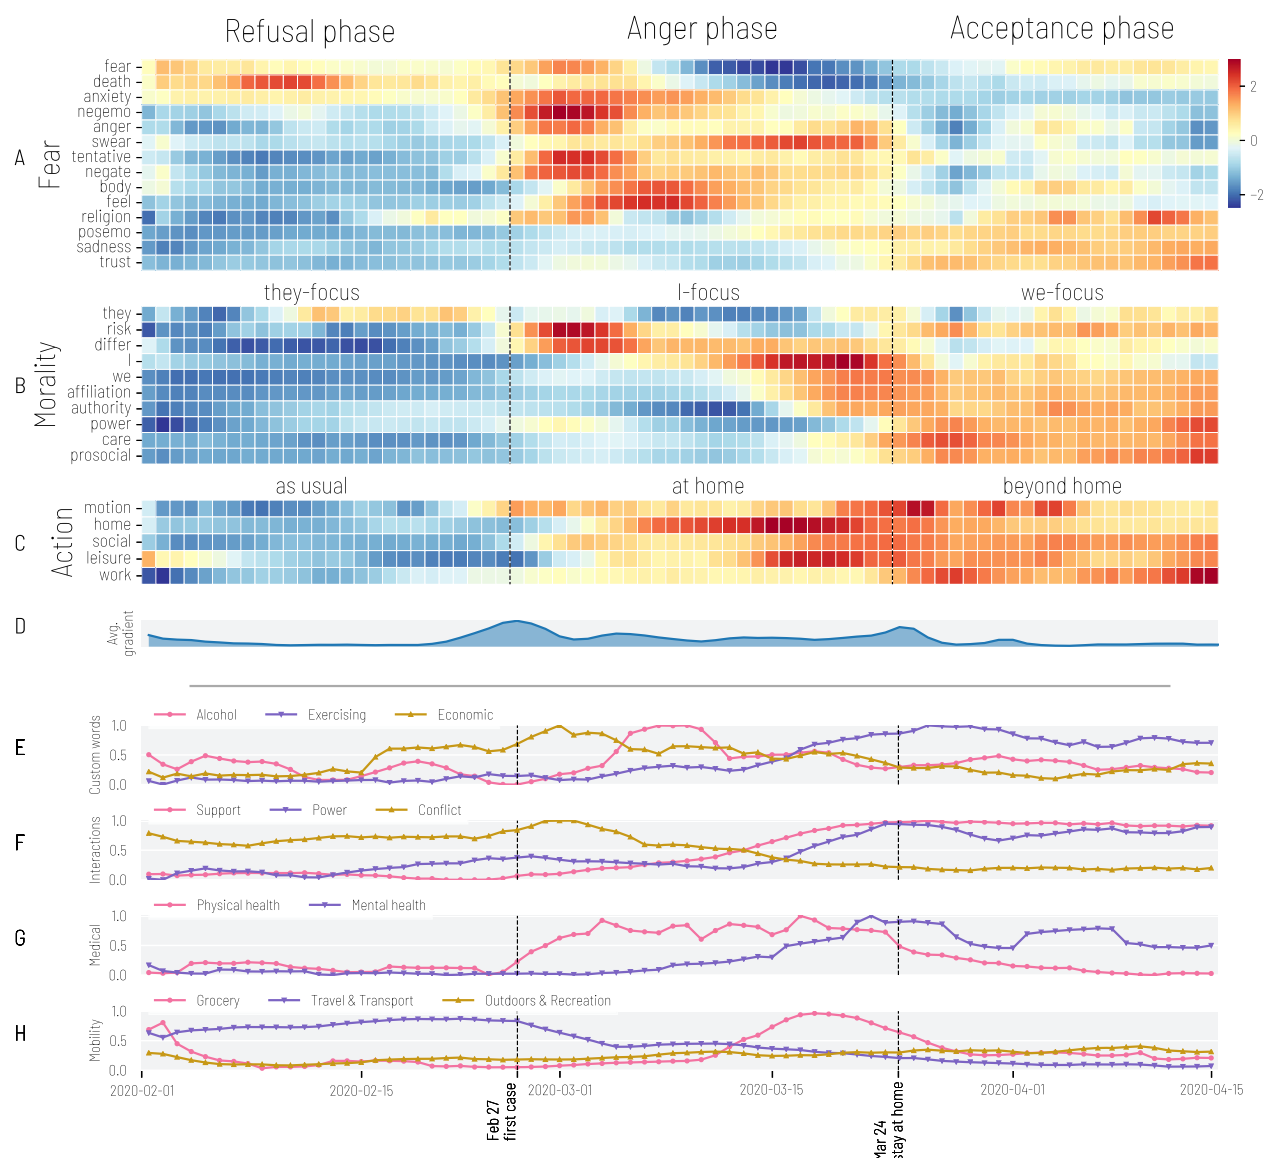 Refusal phase Anger phase Acceptance phase
A
Fear
fear
death
anxiety
negemo
anger
swear
tentative
negate
body
feel
religion
posemo
sadness
trust
2
0
−2
they-focus I-focus we-focus
B
Morality
they
risk
differ
I
we
affiliation
authority
power
care
prosocial
as usual at home beyond home
C
Action
motion
home
social
leisure
work
D
Avg.
gradient
E
Custom words
Alcohol Exercising Economic
1.0
0.5
0.0
F
Interactions
Support Power Conflict
1.0
0.5
0.0
G
Medical
Physical health Mental health
1.0
0.5
0.0
H
Mobility
Grocery Travel & Transport Outdoors & Recreation
1.0
0.5
0.0
2020-02-01 2020-02-15 2020-03-01 2020-03-15 2020-04-01 2020-04-15
Feb 27
first case
Mar 24
stay at home